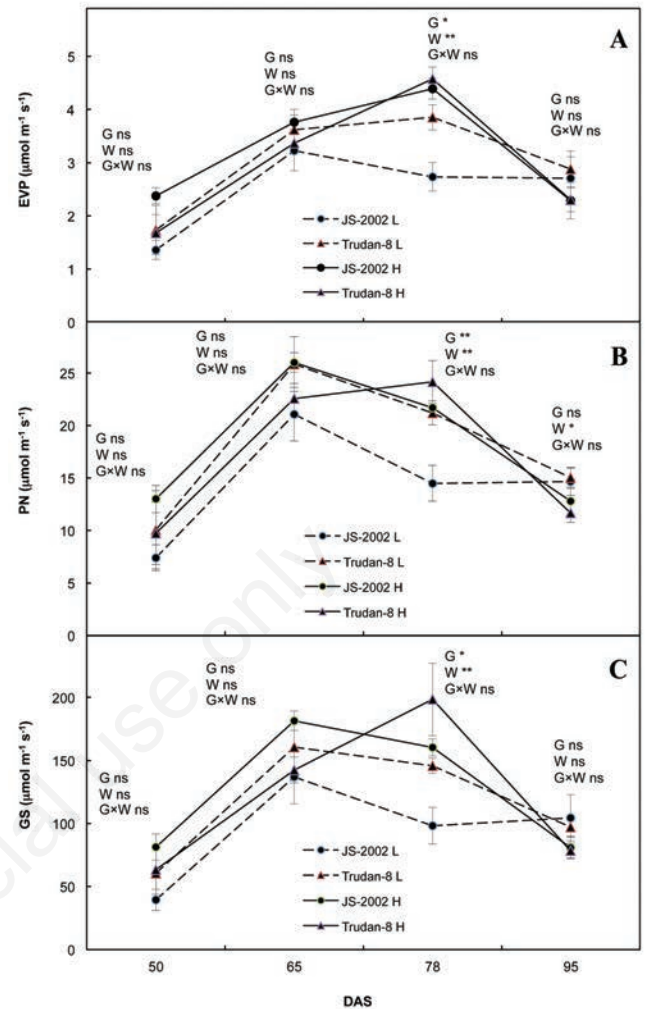 A
G *
W **
G×W ns
G ns
W ns
G×W ns
G ns
W ns
G×W ns
G ns
W ns
G×W ns
5
4
3
2
1
0
EVP (µmol m⁻¹ s⁻¹)
JS-2002 L
Trudan-8 L
JS-2002 H
Trudan-8 H
B
G ns
W ns
G×W ns
G **
W **
G×W ns
G ns
W *
G×W ns
G ns
W ns
G×W ns
25
20
15
10
5
0
PN (µmol m⁻¹ s⁻¹)
JS-2002 L
Trudan-8 L
JS-2002 H
Trudan-8 H
C
G *
W **
G×W ns
G ns
W ns
G×W ns
G ns
W ns
G×W ns
G ns
W ns
G×W ns
200
150
100
50
0
GS (µmol m⁻¹ s⁻¹)
JS-2002 L
Trudan-8 L
JS-2002 H
Trudan-8 H
50 65 78 95
DAS
cial use only